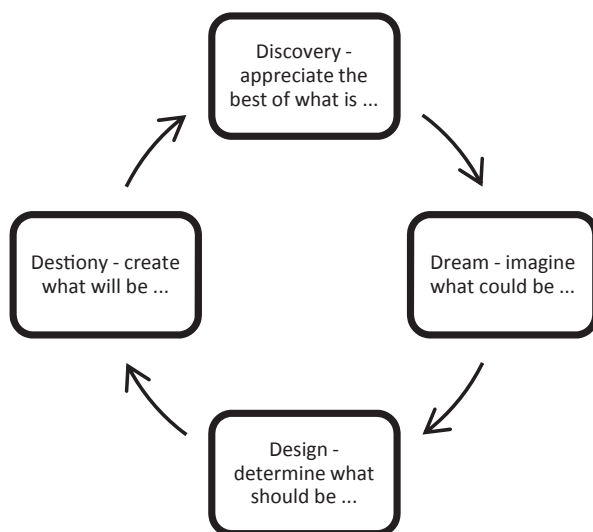 Discovery -
appreciate the
best of what is ...
Dream - imagine
what could be ...
Design -
determine what
should be ...
Destiony - create
what will be ...